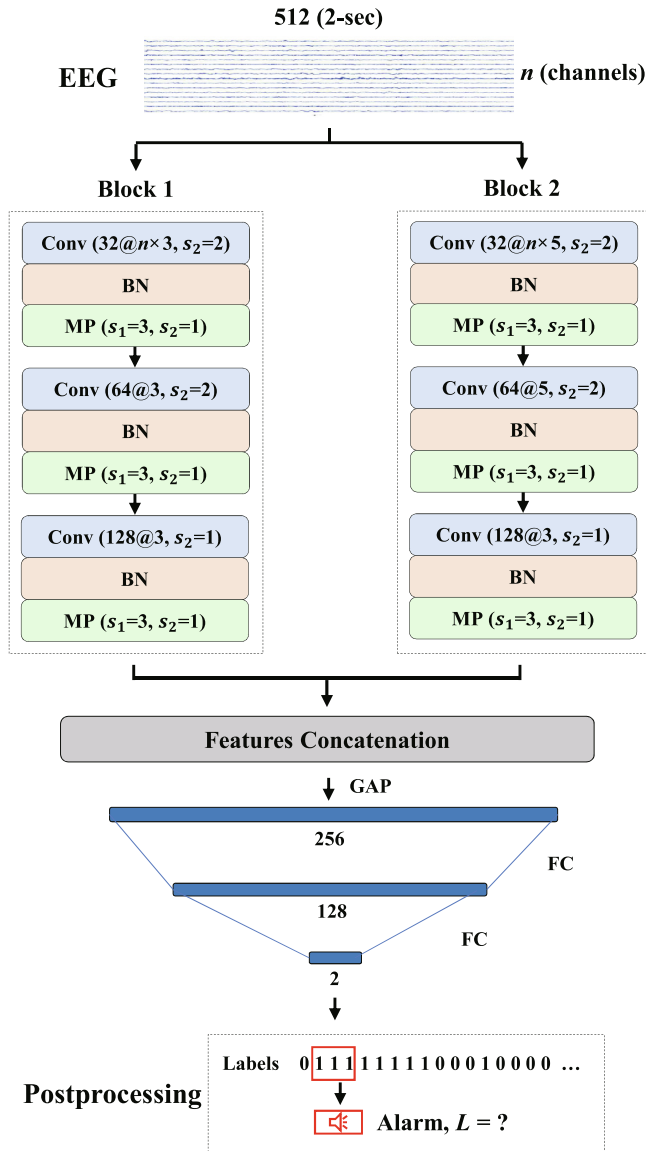 512 (2-sec)
EEG
n (channels)
Block 1
Block 2
Conv (32@n×3, s₂=2)
BN
MP (s₁=3, s₂=1)
Conv (64@3, s₂=2)
BN
MP (s₁=3, s₂=1)
Conv (128@3, s₂=1)
BN
MP (s₁=3, s₂=1)
Conv (32@n×5, s₂=2)
BN
MP (s₁=3, s₂=1)
Conv (64@5, s₂=2)
BN
MP (s₁=3, s₂=1)
Conv (128@3, s₂=1)
BN
MP (s₁=3, s₂=1)
Features Concatenation
GAP
256
FC
128
FC
2
Postprocessing
Labels 0 1 1 1 1 1 1 1 1 0 0 0 1 0 0 0 0 ...
Alarm, L = ?